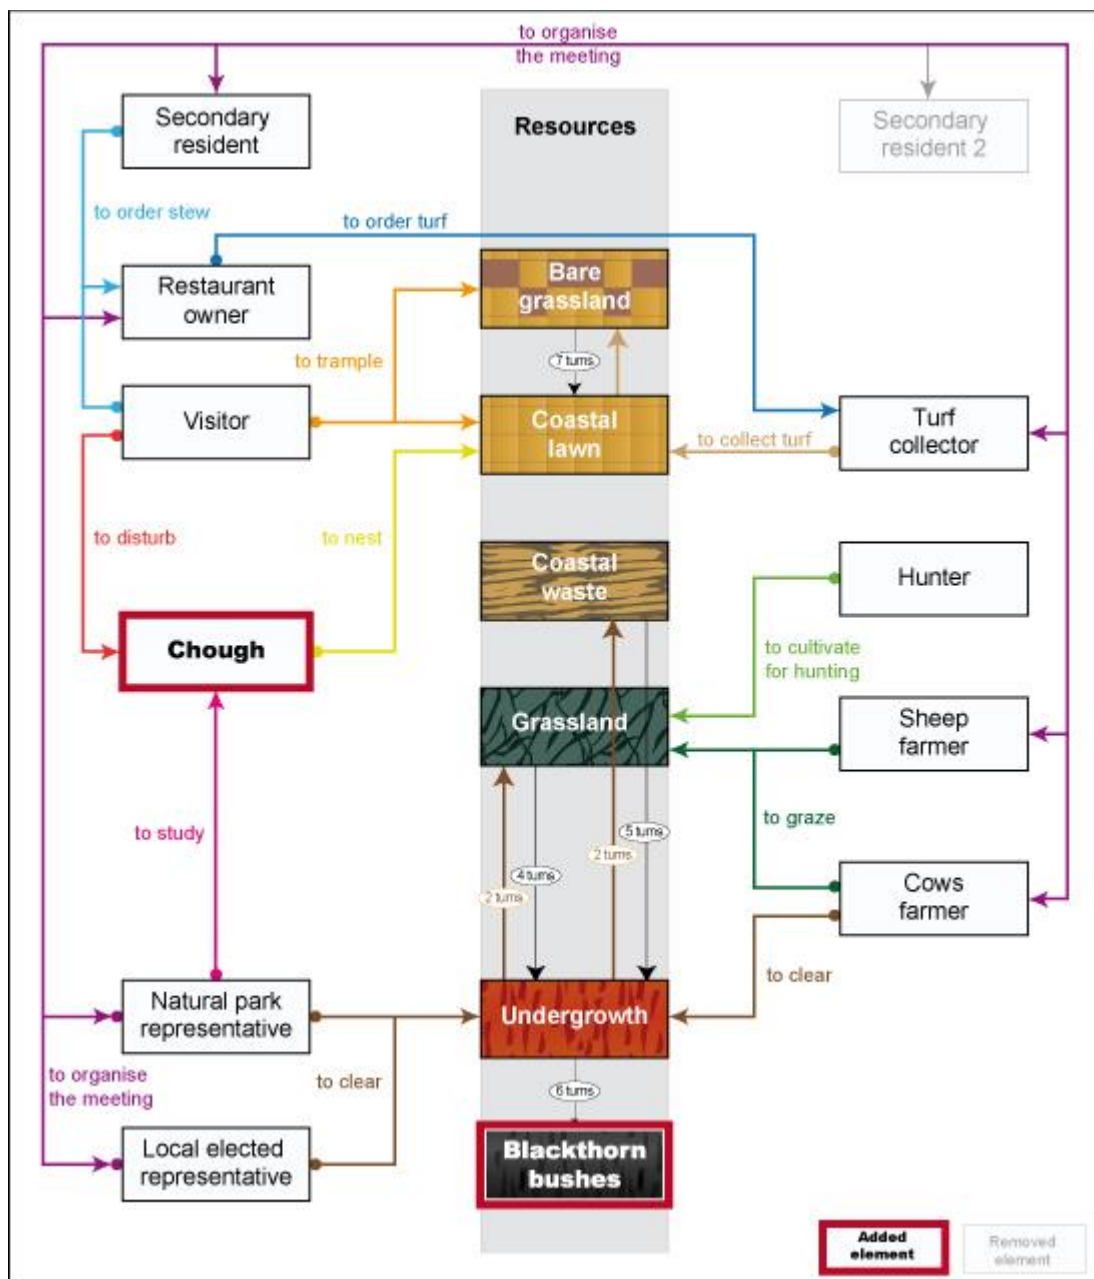 to organise
the meeting
Secondary
resident
Resources
Secondary
resident 2
to order stew
to order turf
Restaurant
owner
Bare
grassland
to trample
7 turns
Visitor
Coastal
lawn
to collect turf
Turf
collector
to disturb
to nest
Coastal
waste
Hunter
Chough
to cultivate
for hunting
Grassland
Sheep
farmer
to study
5 turns
2 turns
to graze
4 turns
2 turns
Cows
farmer
to clear
Natural park
representative
Undergrowth
to organise
the meeting
to clear
6 turns
Local elected
representative
Blackthorn
bushes
Added
element
Removed
element